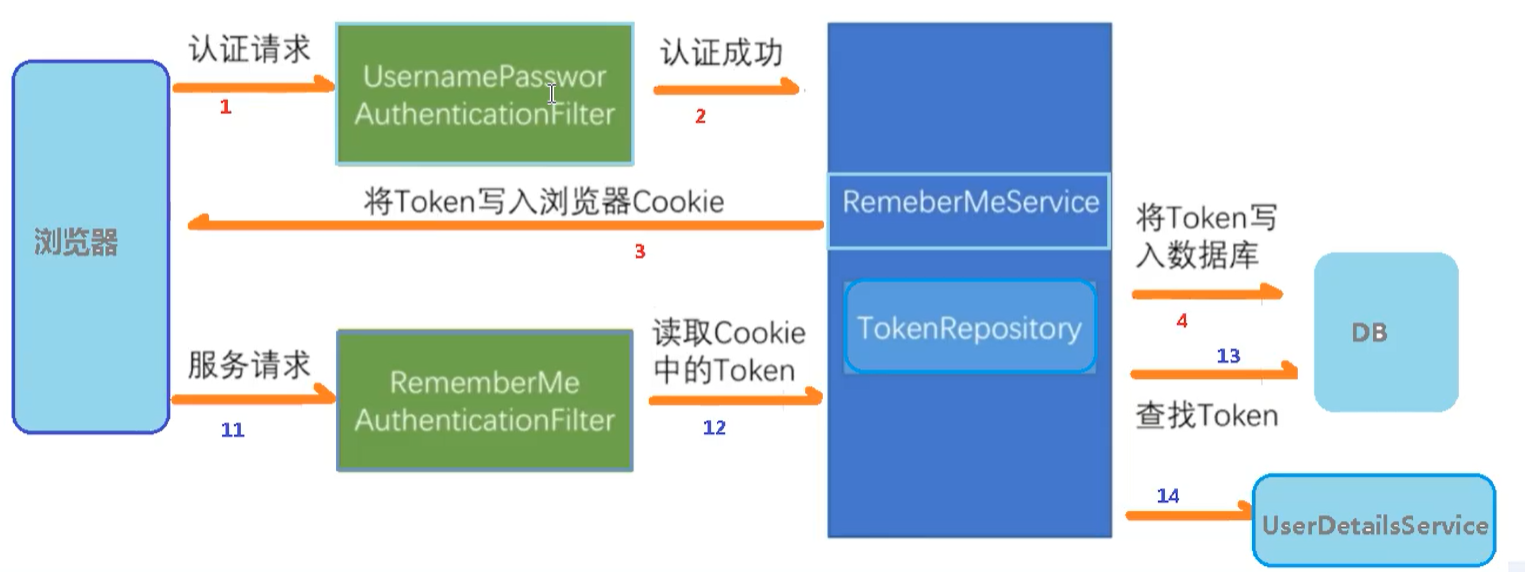 认证请求
1
UsernamePasswor
AuthenticationFilter
认证成功
2
将Token写入浏览器Cookie
3
浏览器
RemeberMeService
将Token写
入数据库
4
TokenRepository
DB
13
查找Token
服务请求
11
RememberMe
AuthenticationFilter
读取Cookie
中的Token
12
14
UserDetailsService